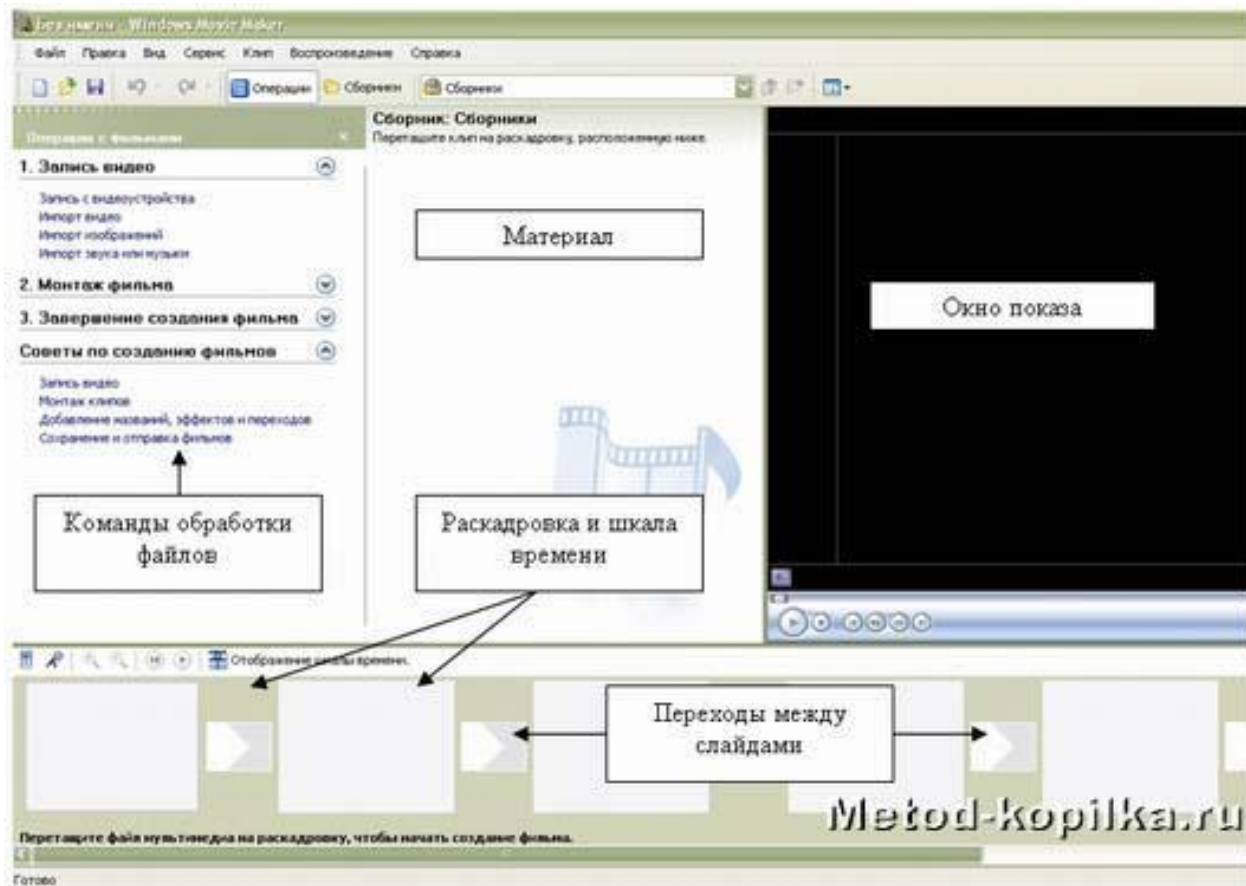 Без имени - Windows Movie Maker
Файл Правка Вид Сервис Клип Воспроизведение Справка
Операции Сборники Сборники
Операции с фильмами
Сборник: Сборники
Перетащите клип на раскадровку, расположенную ниже.
1. Запись видео
Запись с видеоустройства
Импорт видео
Импорт изображений
Импорт звука или музыки
2. Монтаж фильма
3. Завершение создания фильма
Советы по созданию фильмов
Запись видео
Монтаж клипов
Добавление названий, эффектов и переходов
Сохранение и отправка фильмов
Материал
Окно показа
Команды обработки
файлов
Раскадровка и шкала
времени
Отображение шкалы времени.
Переходы между
слайдами
Metod-kopilka.ru
Перетащите файл мультимедиа на раскадровку, чтобы начать создание фильма.
Готово